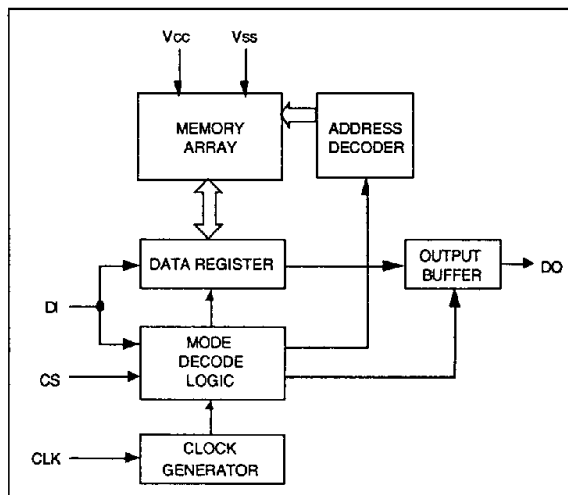 Vcc
Vss
MEMORY
ARRAY
ADDRESS
DECODER
DATA REGISTER
OUTPUT
BUFFER
DO
DI
MODE
DECODE
LOGIC
CS
CLK
CLOCK
GENERATOR